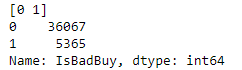 [0 1]
0    36067
1     5365
Name: IsBadBuy, dtype: int64